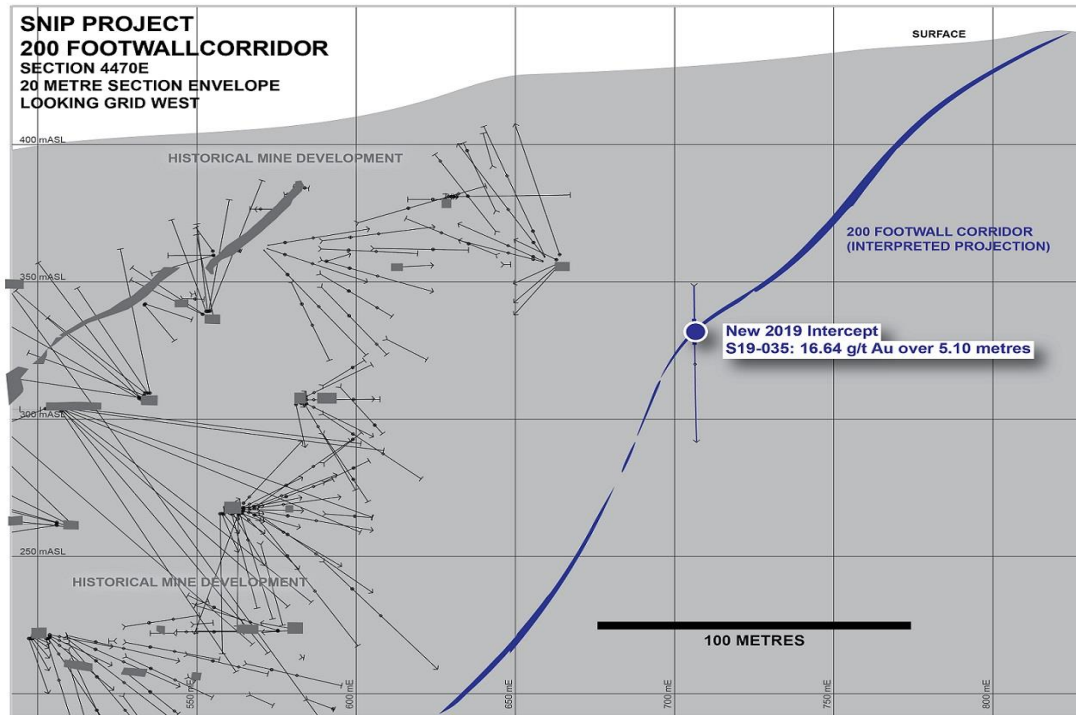 SNIP PROJECT
200 FOOTWALLCORRIDOR
SECTION 4470E
20 METRE SECTION ENVELOPE
LOOKING GRID WEST
SURFACE
400 mASL
HISTORICAL MINE DEVELOPMENT
200 FOOTWALL CORRIDOR
(INTERPRETED PROJECTION)
350 mASL
New 2019 Intercept
S19-035: 16.64 g/t Au over 5.10 metres
300 mASL
250 mASL
HISTORICAL MINE DEVELOPMENT
100 METRES
550 mE
600 mE
650 mE
700 mE
750 mE
800 mE